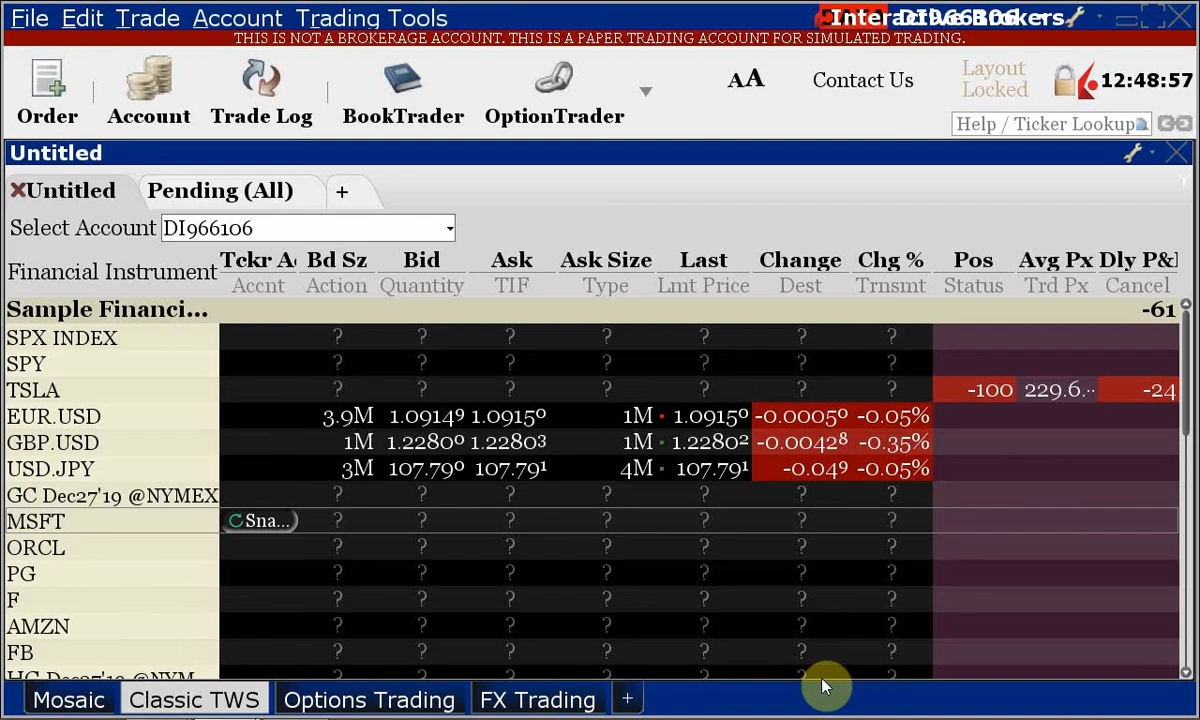 File Edit Trade Account Trading Tools Interactive Brokers
THIS IS NOT A BROKERAGE ACCOUNT. THIS IS A PAPER TRADING ACCOUNT FOR SIMULATED TRADING.
Order Account Trade Log BookTrader OptionTrader AA Contact Us Layout Locked 12:48:57
Help / Ticker Lookup
Untitled
Untitled Pending (All) +
Select Account DI966106
Financial Instrument Bd Sz Bid Ask Ask Size Last Change Chg % Pos Avg Px
Accnt Action Quantity TIF Type Lmt Price Dest Trnsmt Status Trd Px Cancel
Sample Financi... -61
SPX INDEX ? ? ? ? ? ? ?
SPY ? ? ? ? ? ? ?
TSLA ? ? ? ? ? ? ? -100 229.6.·· -24
EUR.USD 3.9M 1.0914⁹ 1.0915⁰ 1M 1.0915⁰ -0.0005⁰ -0.05%
GBP.USD 1M 1.2280⁰ 1.2280³ 1M 1.2280² -0.0042⁸ -0.35%
USD.JPY 3M 107.79⁰ 107.79¹ 4M 107.79¹ -0.04⁹ -0.05%
GC Dec27'19 @NYMEX ? ? ? ? ? ? ?
MSFT Sna... ? ? ? ? ? ? ?
ORCL ? ? ? ? ? ? ?
PG ? ? ? ? ? ? ?
F ? ? ? ? ? ? ?
AMZN ? ? ? ? ? ? ?
FB ? ? ? ? ? ? ?
Mosaic Classic TWS Options Trading FX Trading +